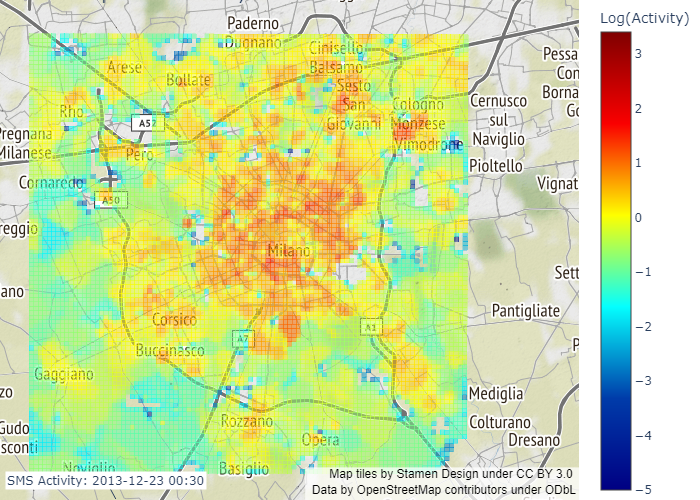 Log(Activity)
Paderno
Dugnano
Cinisello
Balsamo
Arese
Bollate
Sesto
San
Giovanni
Rho
Cologno
Monzese
Vimodrone
Cernusco
sul
Naviglio
Pessa
Con
Borna
Go
A52
Pregnana
Milanese
Pero
Pioltello
Cornaredo
Vignat
A50
reggio
Milano
Sett
ano
Pantigliate
Corsico
A7
A1
P
Buccinasco
Gaggiano
zo
Mediglia
Rozzano
Colturano
Gudo
sconti
Opera
Dresano
Noviglio
Basiglio
SMS Activity: 2013-12-23 00:30
Map tiles by Stamen Design under CC BY 3.0
Data by OpenStreetMap contributors under ODbL
3
2
1
0
−1
−2
−3
−4
−5